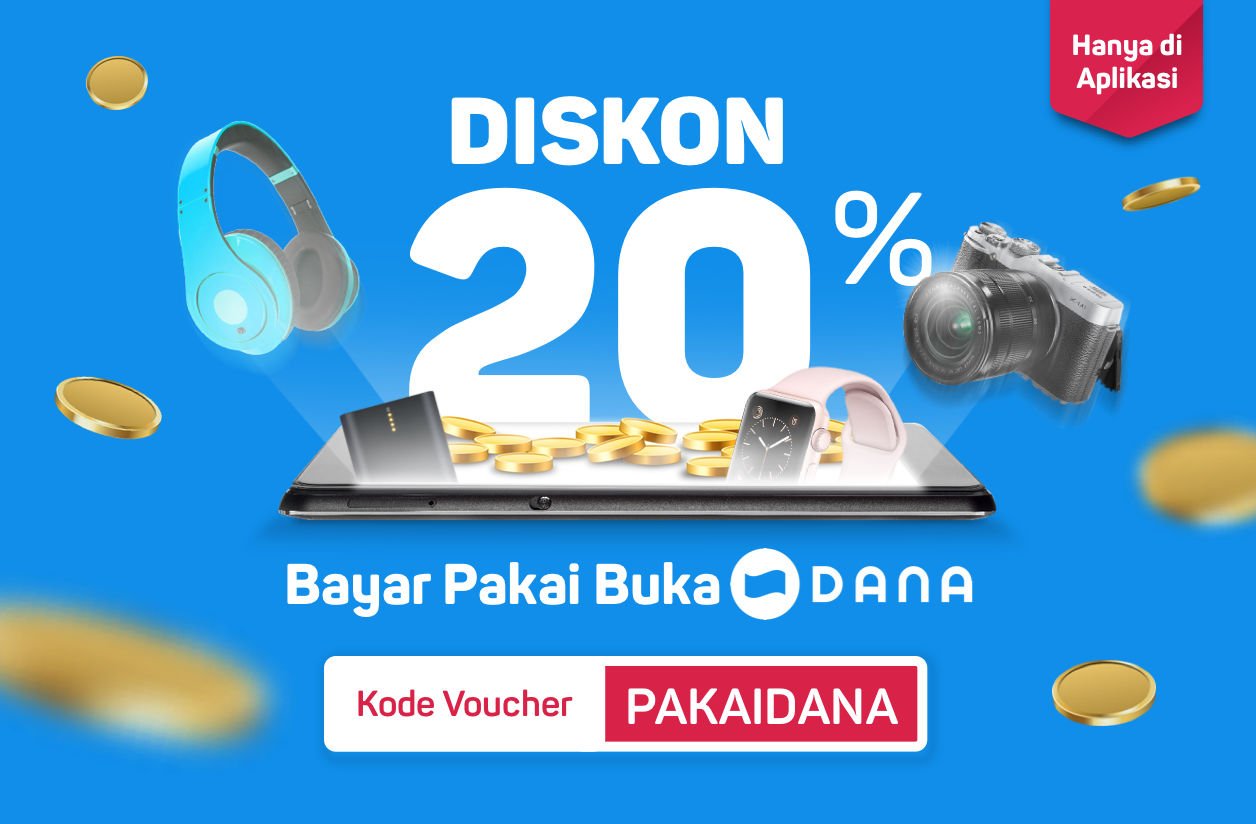 Hanya di
Aplikasi
DISKON
20%
Bayar Pakai Buka DANA
Kode Voucher PAKAIDANA